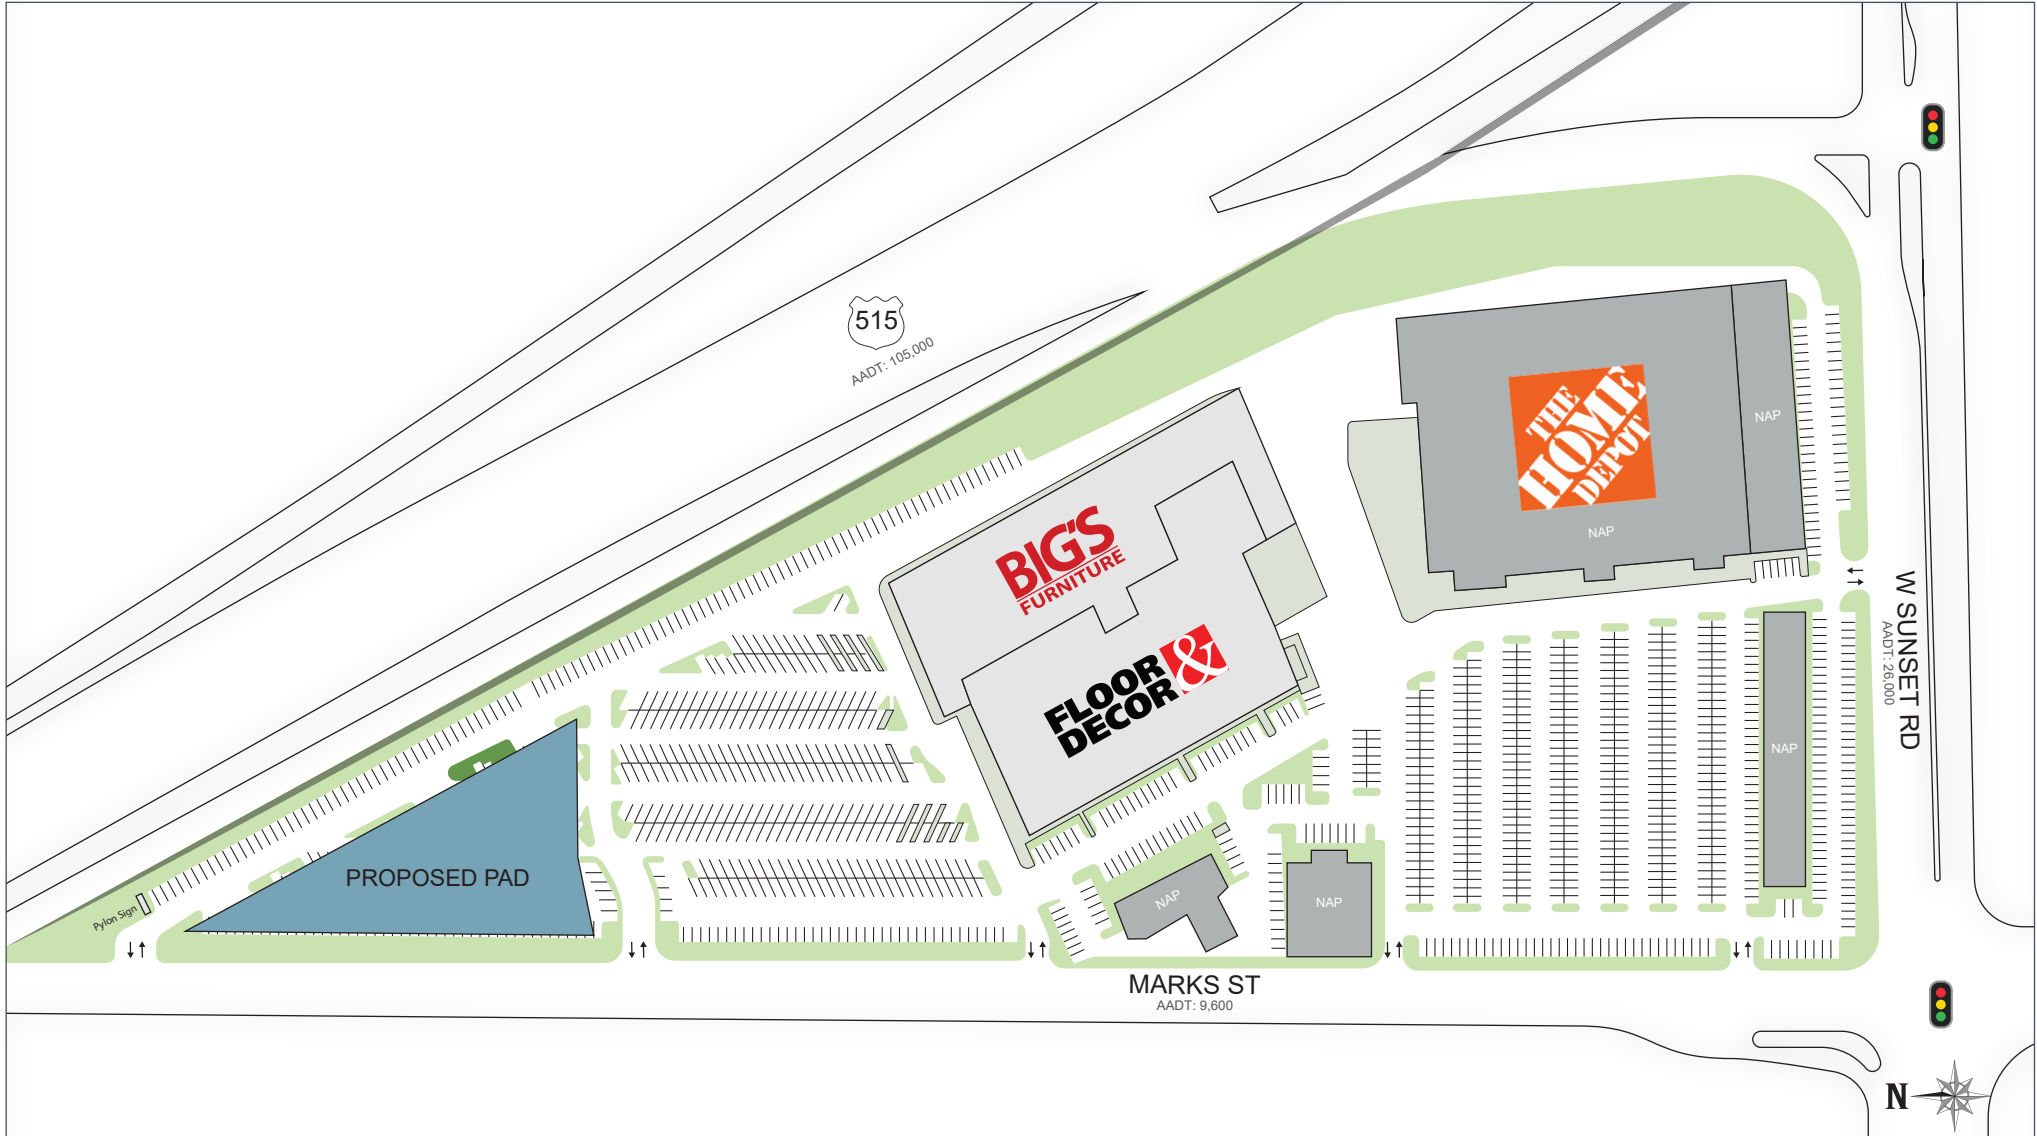 515
AADT: 105,000
THE
HOME
DEPOT
NAP
NAP
BIG'S
FURNITURE
FLOOR &
DECOR
W SUNSET RD
AADT: 26,000
NAP
PROPOSED PAD
Pylon Sign
NAP
NAP
MARKS ST
AADT: 9,600
N